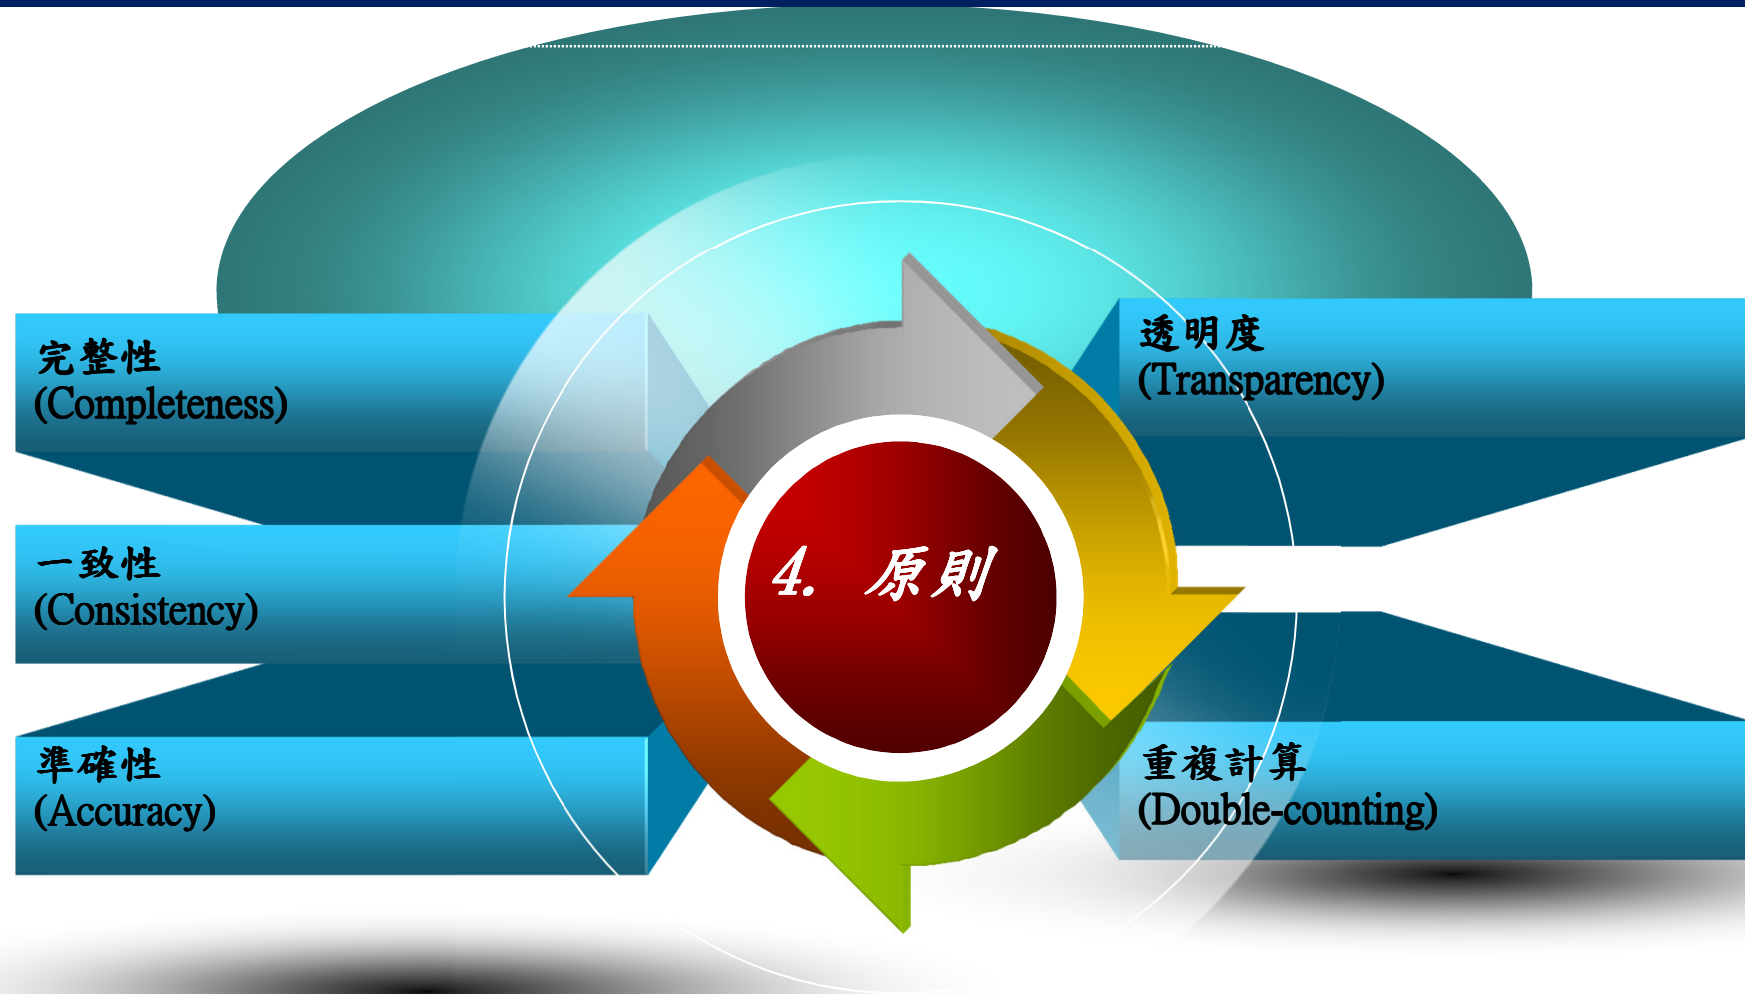 完整性
(Completeness)
一致性
(Consistency)
準確性
(Accuracy)
4. 原則
透明度
(Transparency)
重複計算
(Double-counting)